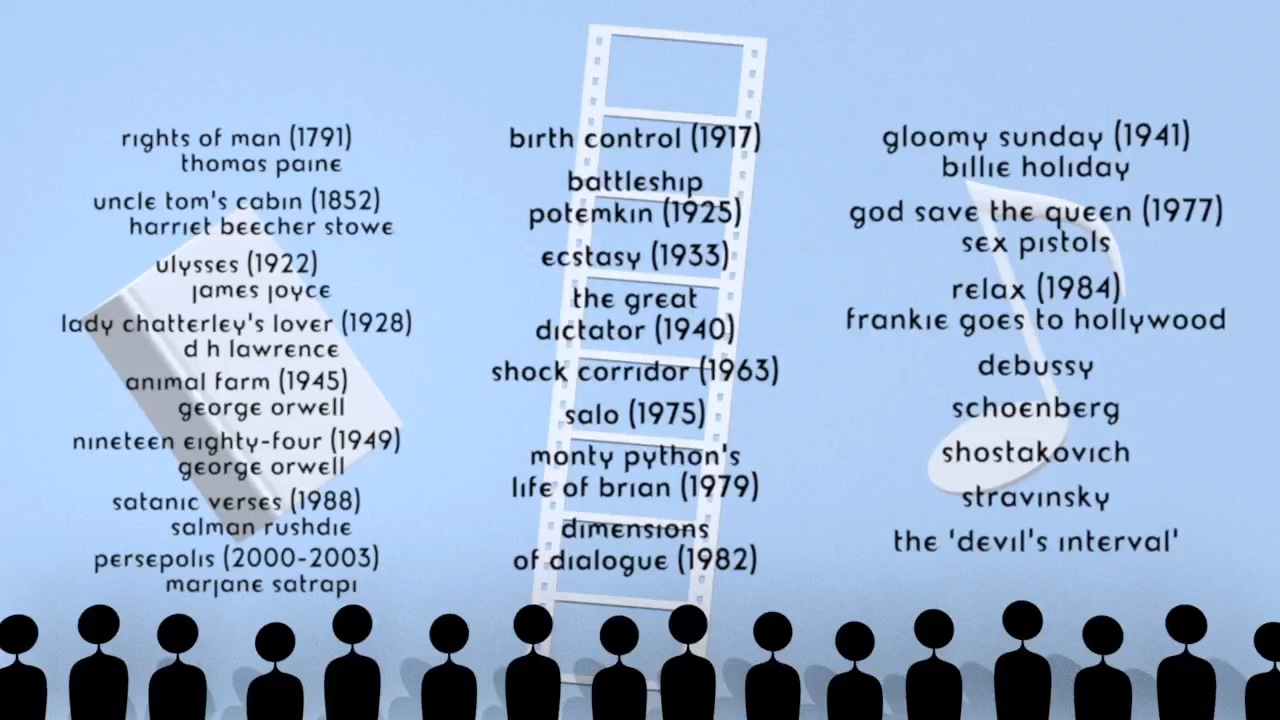 rights of man (1791)
thomas paine
uncle tom's cabin (1852)
harriet beecher stowe
ulysses (1922)
james joyce
lady chatterley's lover (1928)
d h lawrence
animal farm (1945)
george orwell
nineteen eighty-four (1949)
george orwell
satanic verses (1988)
salman rushdie
persepolis (2000-2003)
marjane satrapi
birth control (1917)
battleship
potemkin (1925)
ecstasy (1933)
the great
dictator (1940)
shock corridor (1963)
salo (1975)
monty python's
life of brian (1979)
dimensions
of dialogue (1982)
gloomy sunday (1941)
billie holiday
god save the queen (1977)
sex pistols
relax (1984)
frankie goes to hollywood
debussy
schoenberg
shostakovich
stravinsky
the 'devil's interval'